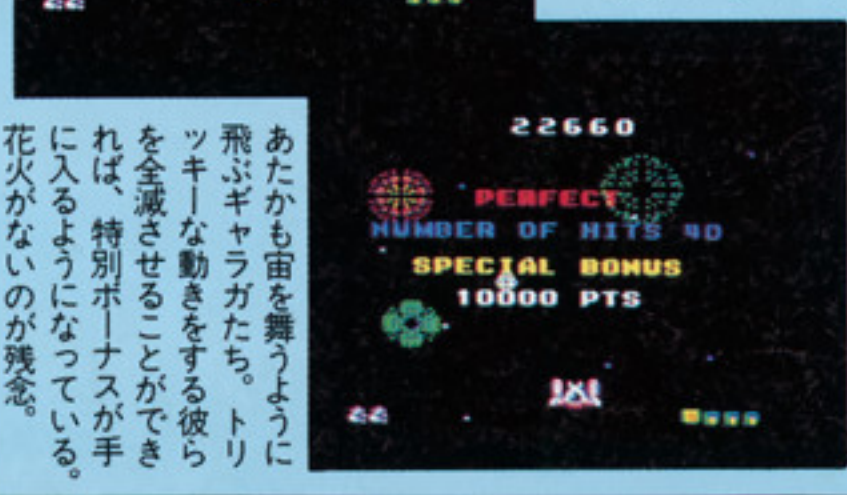 22660
PERFECT
NUMBER OF HITS 40
SPECIAL BONUS
10000 PTS
あたかも宙を舞うように
飛ぶギャラガたち。トリ
ッキーな動きをする彼ら
を全滅させることができ
れば、特別ボーナスが手
に入るようになっている。
花火がないのが残念。